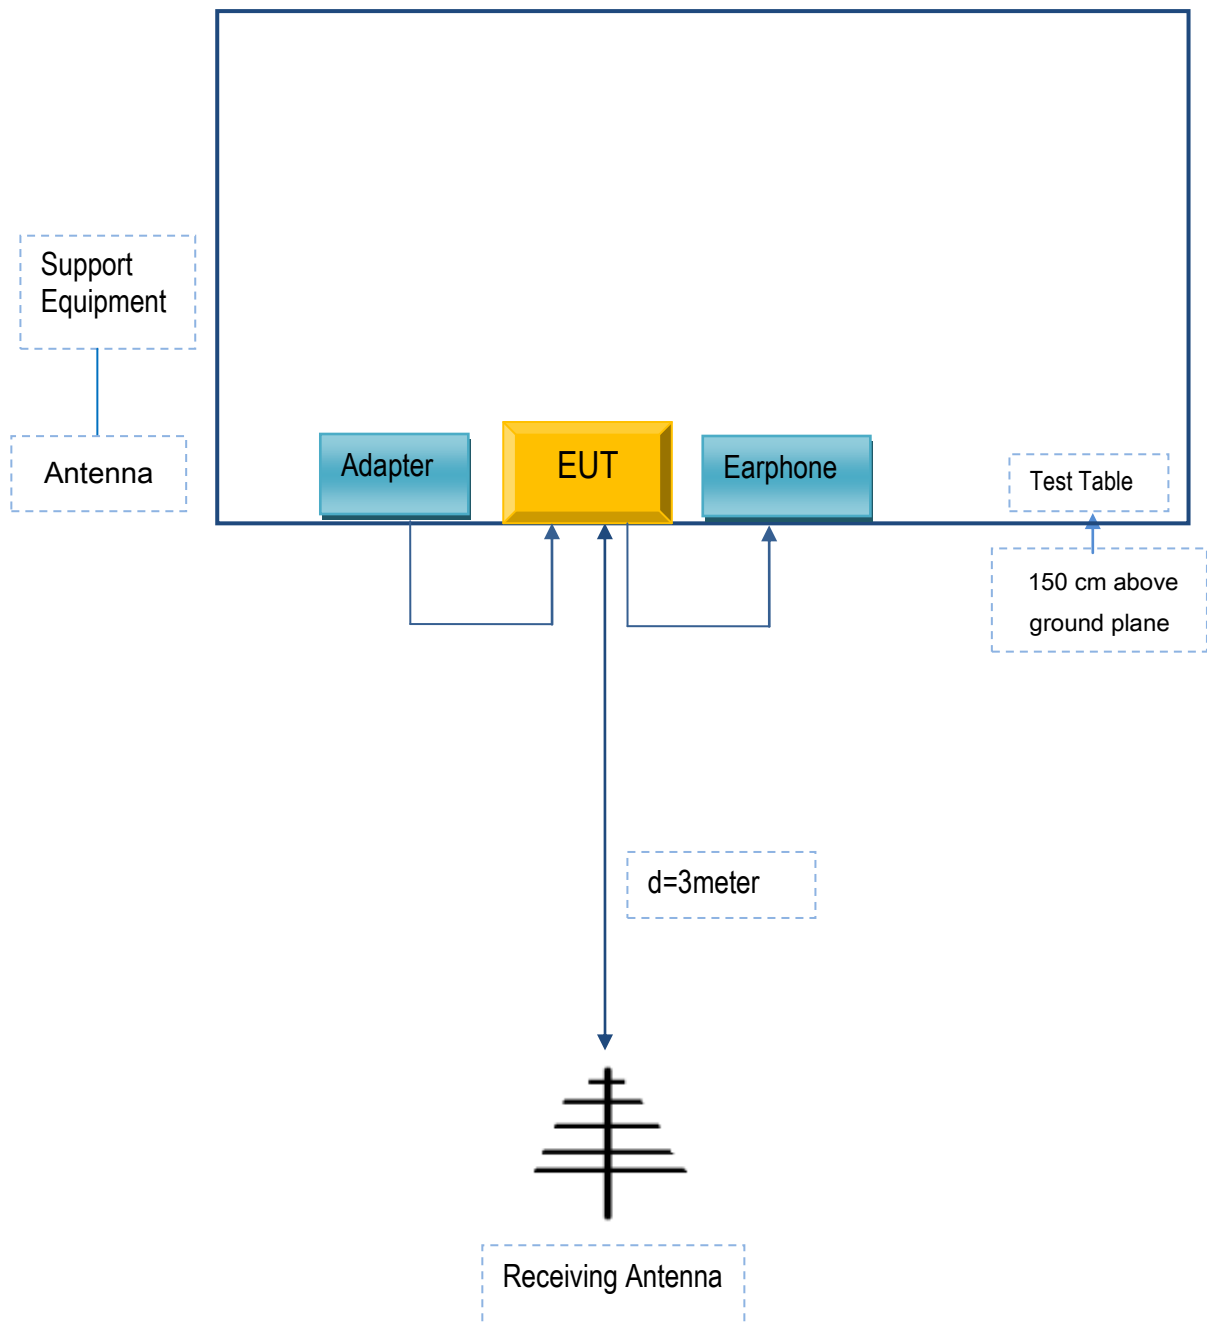 Support
Equipment
Antenna
Adapter
EUT
Earphone
Test Table
150 cm above
ground plane
d=3meter
Receiving Antenna